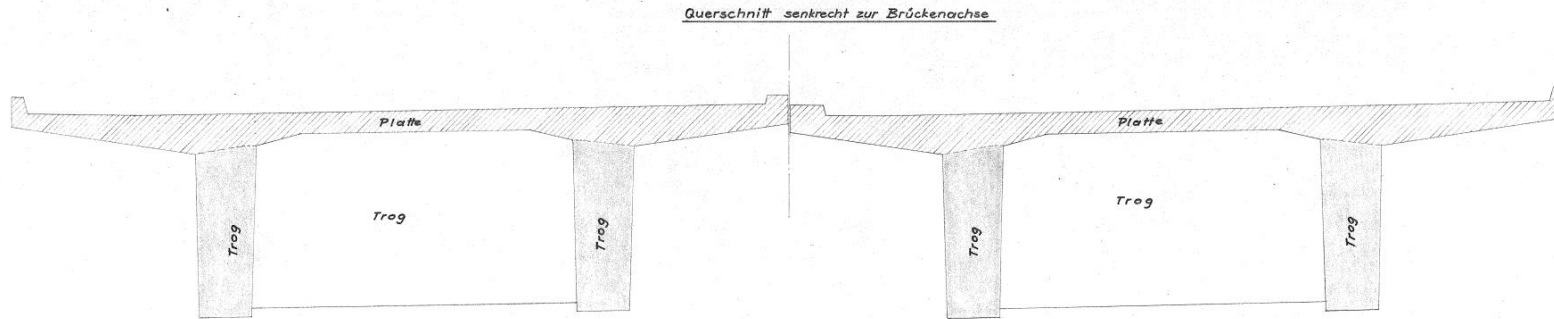 Querschnitt senkrecht zur Brückenachse
Platte
Platte
Trog
Trog
Trog
Trog
Trog
Trog